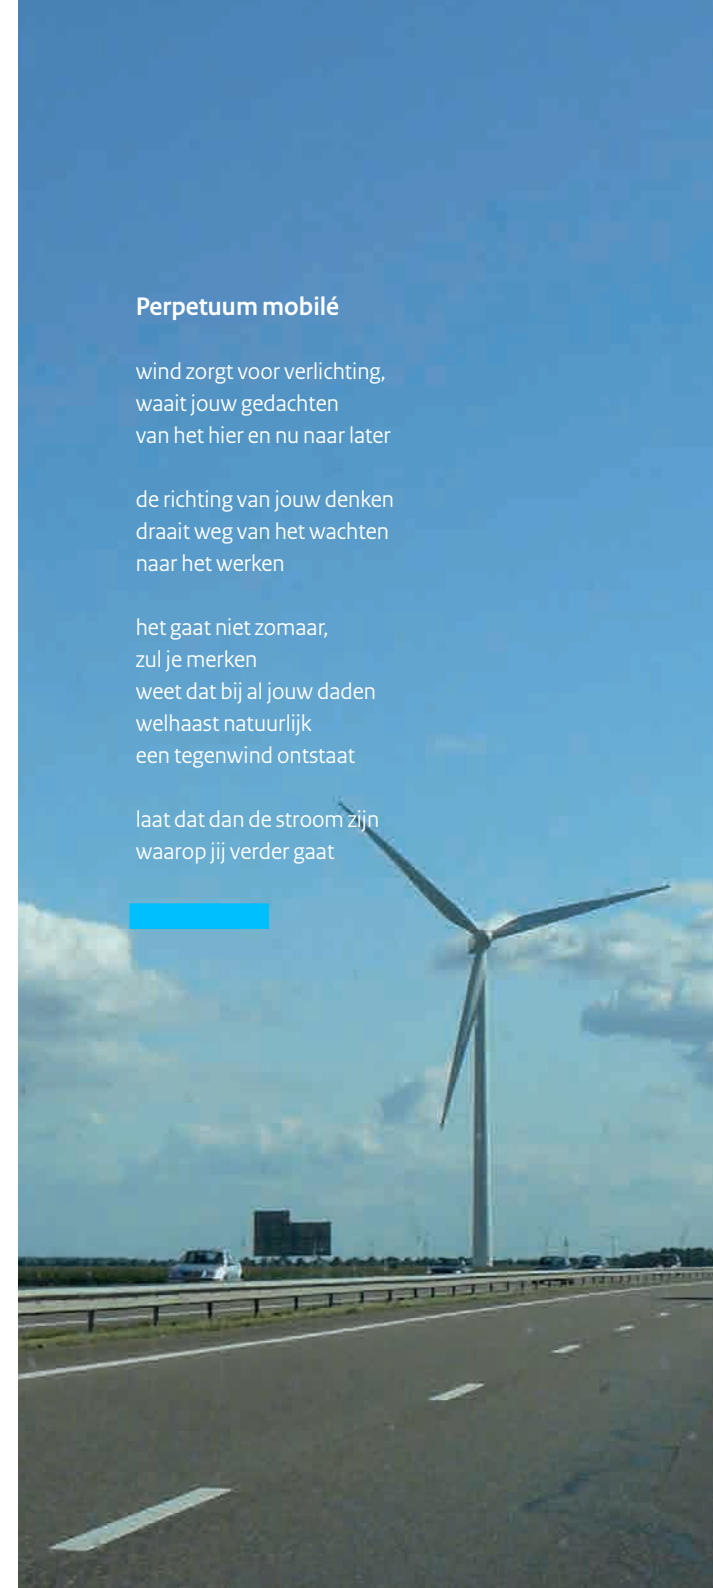 Perpetuum mobilé
wind zorgt voor verlichting,
waait jouw gedachten
van het hier en nu naar later
de richting van jouw denken
draait weg van het wachten
naar het werken
het gaat niet zomaar,
zul je merken
weet dat bij al jouw daden
welhaast natuurlijk
een tegenwind ontstaat
laat dat dan de stroom zijn
waarop jij verder gaat